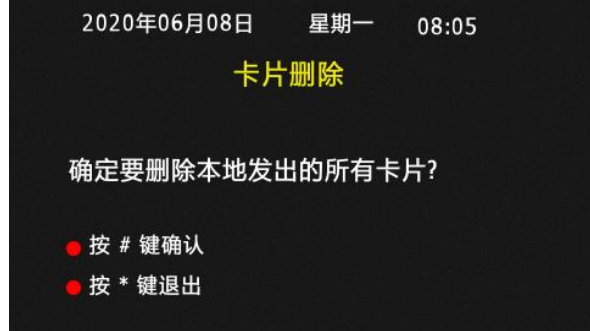 2020年06月08日 星期一 08:05
卡片删除
确定要删除本地发出的所有卡片?
按 # 键确认
按 * 键退出